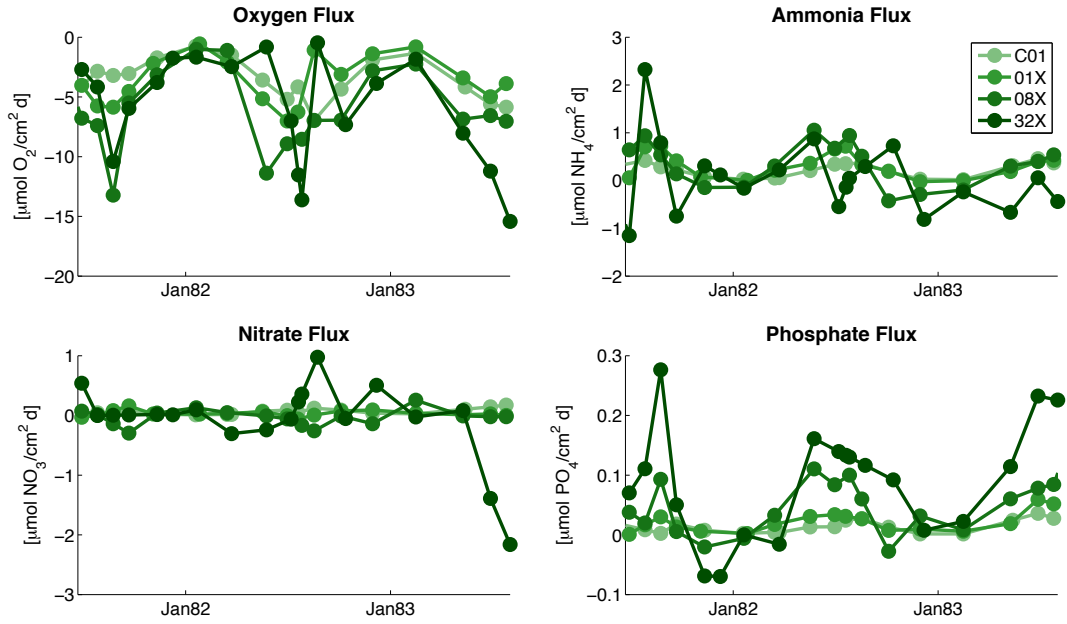 Oxygen Flux
0
−5
−10
−15
−20
[µmol O2/cm2 d]
Jan82
Jan83
Ammonia Flux
3
2
1
0
−1
−2
[µmol NH4/cm2 d]
Jan82
Jan83
C01
01X
08X
32X
Nitrate Flux
1
0
−1
−2
−3
[µmol NO3/cm2 d]
Jan82
Jan83
Phosphate Flux
0.3
0.2
0.1
0
−0.1
[µmol PO4/cm2 d]
Jan82
Jan83